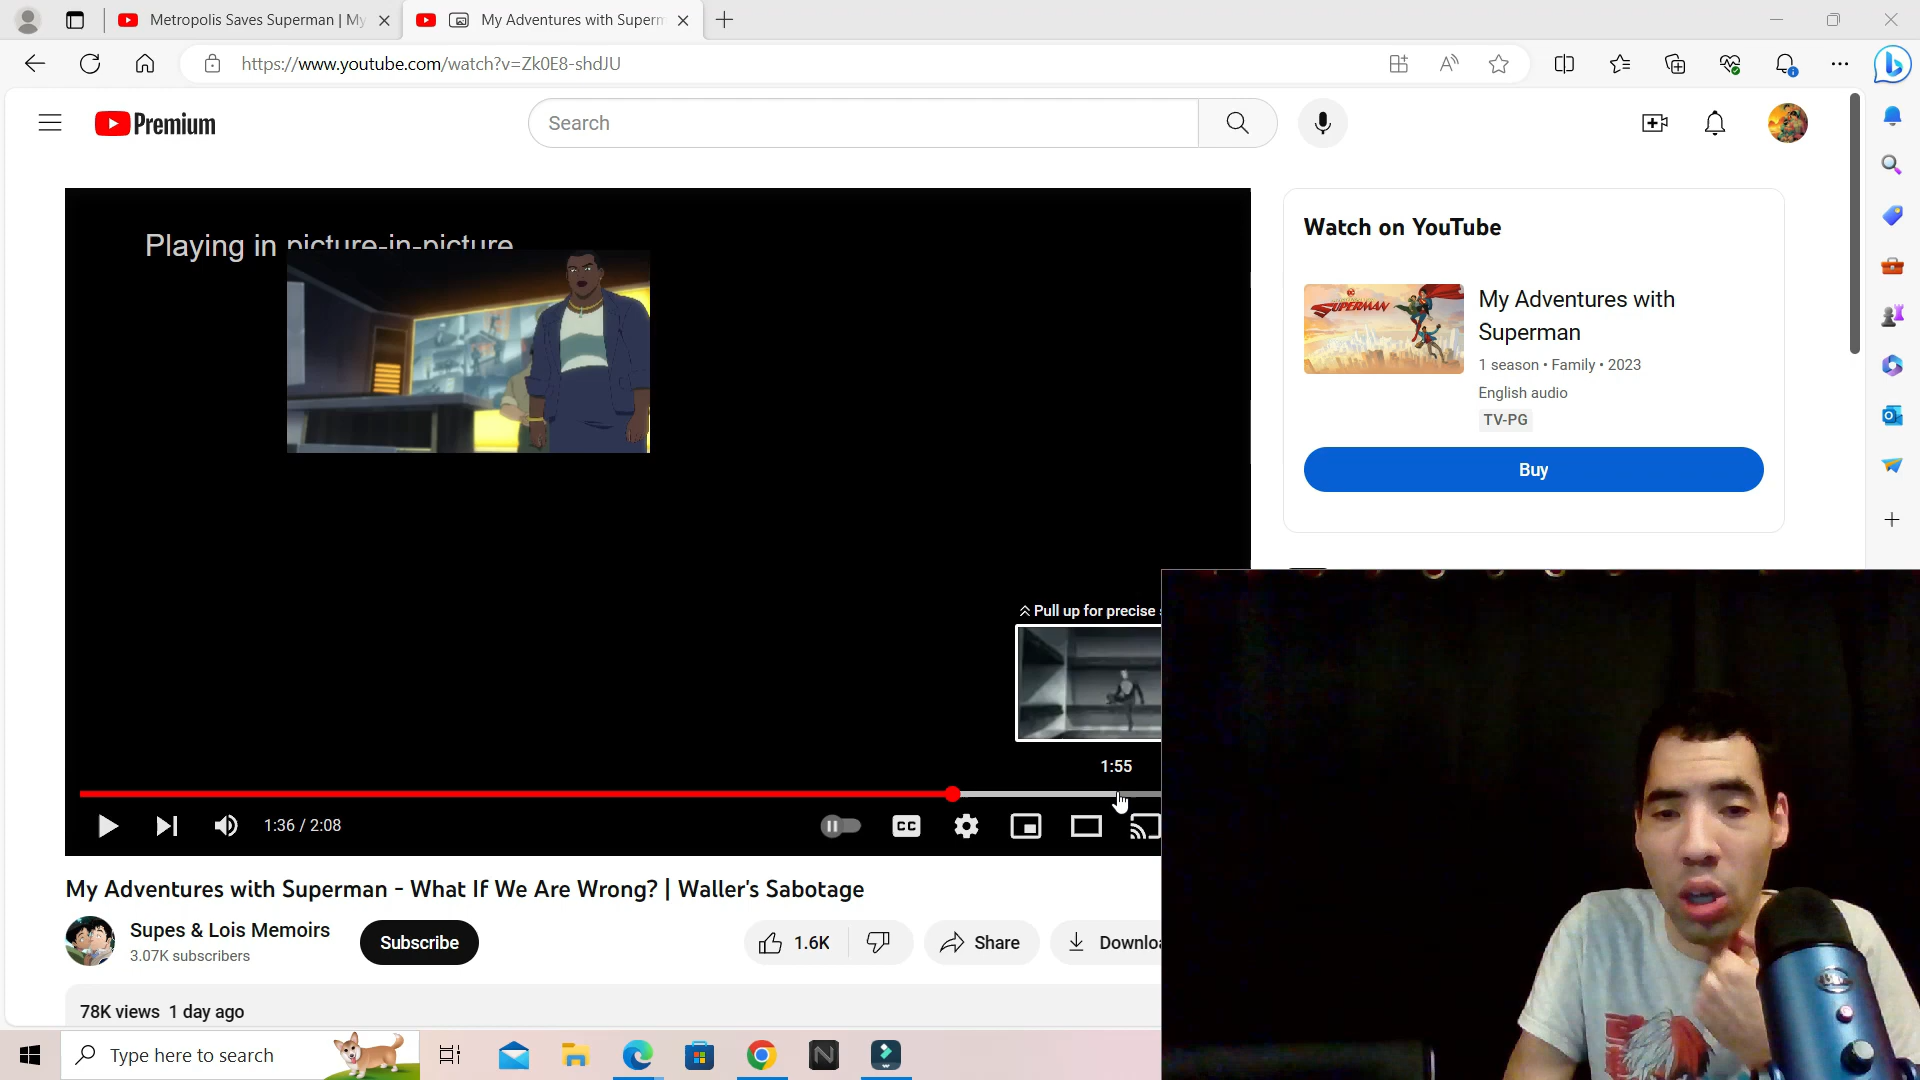 Metropolis Saves Superman | My
My Adventures with Superm
https://www.youtube.com/watch?v=Zk0E8-shdJU
Premium
Search
Playing in picture-in-picture
Watch on YouTube
SUPERMAN
My Adventures with
Superman
1 season • Family • 2023
English audio
TV-PG
Buy
Pull up for precise
1:55
1:36 / 2:08
CC
My Adventures with Superman - What If We Are Wrong? | Waller's Sabotage
Supes & Lois Memoirs
3.07K subscribers
Subscribe
1.6K
Share
Downlo
78K views 1 day ago
Type here to search